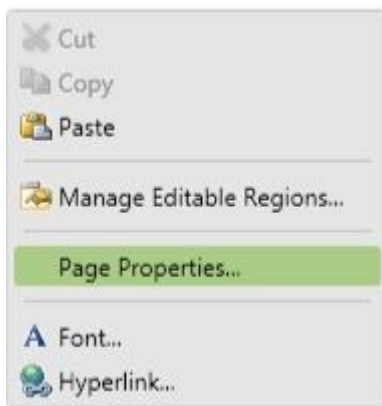 Cut
Copy
Paste
Manage Editable Regions...
Page Properties...
Font...
Hyperlink...